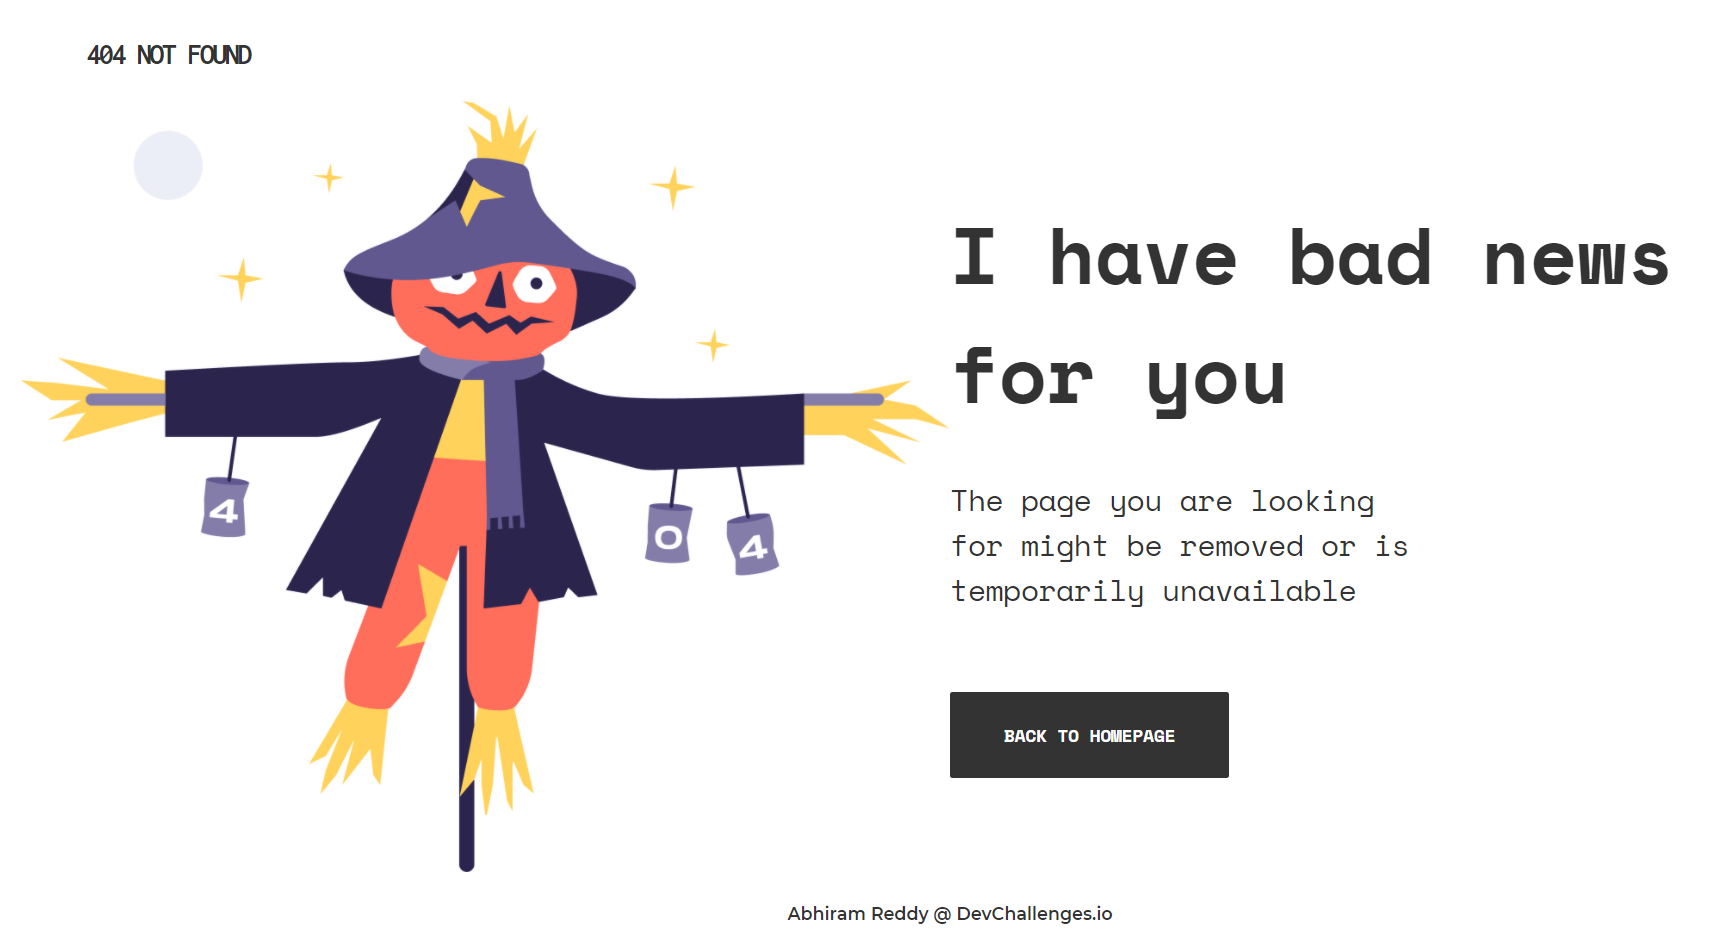 404 NOT FOUND
I have bad news
for you
4
0
4
The page you are looking
for might be removed or is
temporarily unavailable
BACK TO HOMEPAGE
Abhiram Reddy @ DevChallenges.io